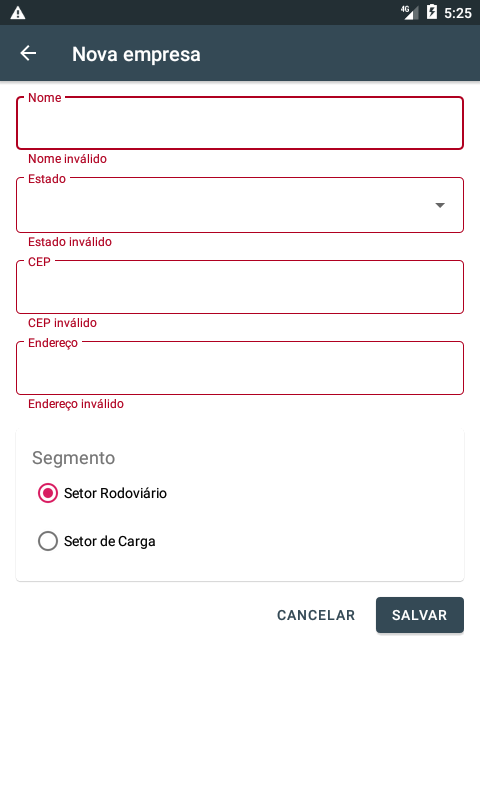 4G 5:25
Nova empresa
Nome
Nome inválido
Estado
Estado inválido
CEP
CEP inválido
Endereço
Endereço inválido
Segmento
Setor Rodoviário
Setor de Carga
CANCELAR SALVAR